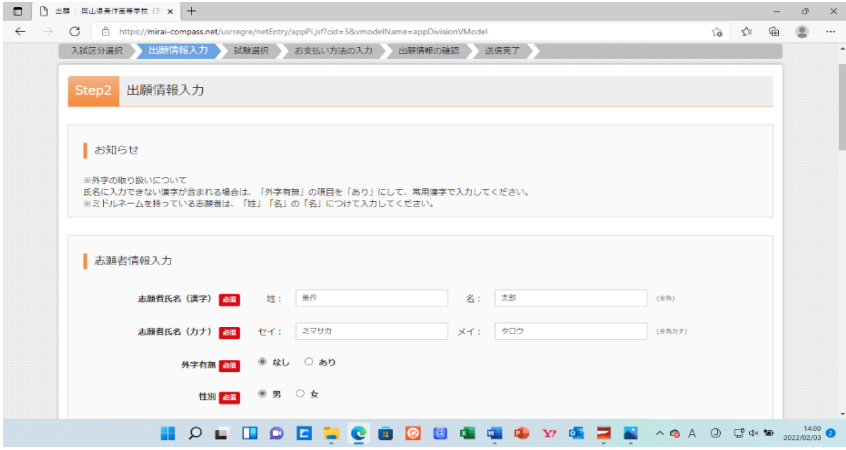 出願 | 岡山県美作高等学校 (テ
https://mirai-compass.net/usrregre/netEntry/appPi.jsf?cid=3&vmodelName=appDivisionVModel
入試区分選択 出願情報入力 試験選択 お支払い方法の入力 出願情報の確認 送信完了
Step2 出願情報入力
お知らせ
※外字の取り扱いについて
氏名に入力できない漢字が含まれる場合は、「外字有無」の項目を「あり」にして、常用漢字で入力してください。
※ミドルネームを持っている志願者は、「姓」「名」の「名」につけて入力してください。
志願者情報入力
志願者氏名（漢字） 必須 姓： 美作 名： 太郎 (全角)
志願者氏名（カナ） 必須 セイ： ミマサカ メイ： タロウ (全角カナ)
外字有無 必須 なし あり
性別 必須 男 女
A
14:00
2022/02/03
2